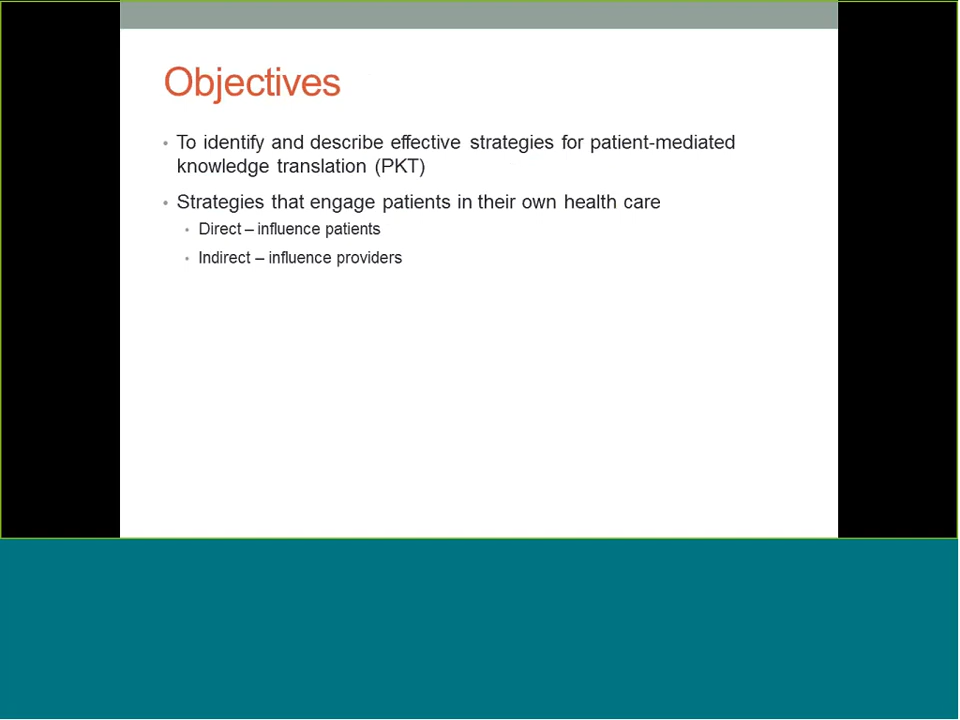 Objectives
• To identify and describe effective strategies for patient-mediated
knowledge translation (PKT)
• Strategies that engage patients in their own health care
• Direct – influence patients
• Indirect – influence providers